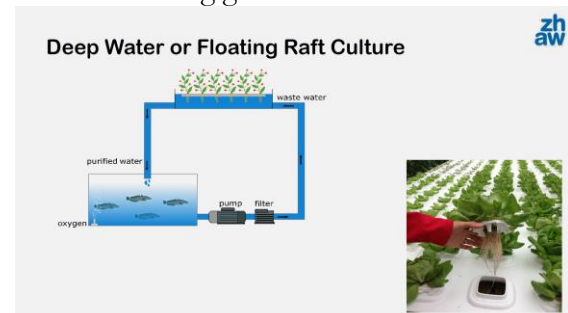 Deep Water or Floating Raft Culture
zh
aw
waste water
purified water
pump
filter
oxygen